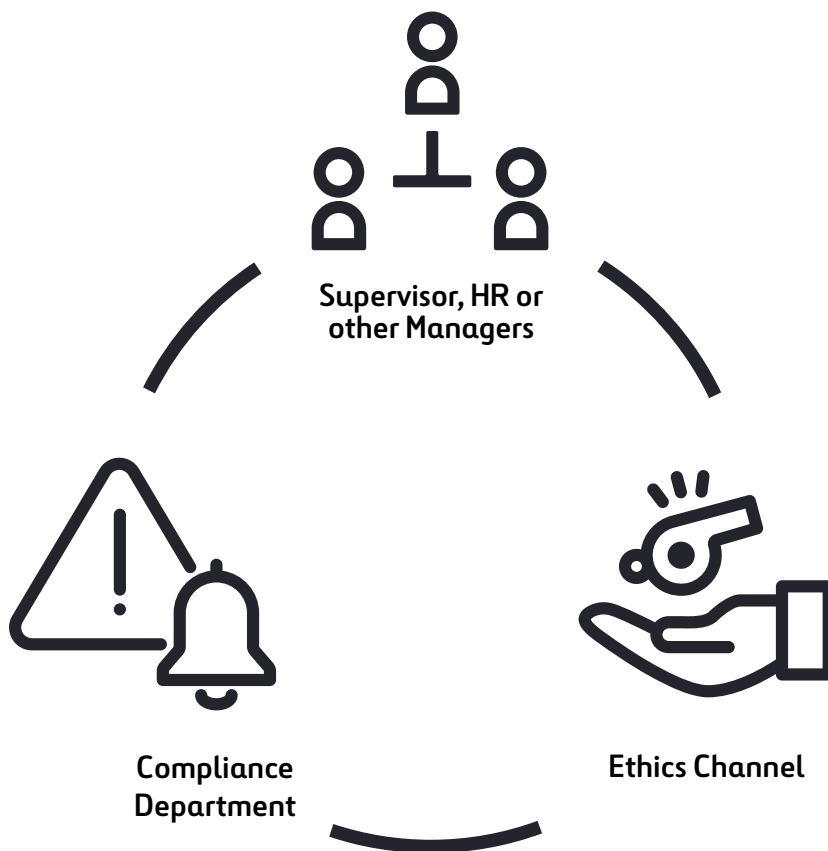 Supervisor, HR or
other Managers
Compliance
Department
Ethics Channel